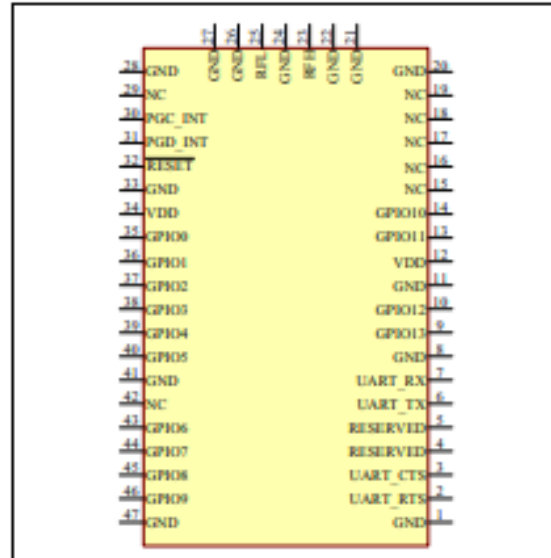 27 26 25 24 23 22 21
GND GND RFL GND RFH GND GND
28 GND GND 20
29 NC NC 19
30 PGC_INT NC 18
31 PGD_INT NC 17
32 RESET NC 16
33 GND NC 15
34 VDD GPIO10 14
35 GPIO0 GPIO11 13
36 GPIO1 VDD 12
37 GPIO2 GND 11
38 GPIO3 GPIO12 10
39 GPIO4 GPIO13 9
40 GPIO5 GND 8
41 GND UART_RX 7
42 NC UART_TX 6
43 GPIO6 RESERVED 5
44 GPIO7 RESERVED 4
45 GPIO8 UART_CTS 3
46 GPIO9 UART_RTS 2
47 GND GND 1